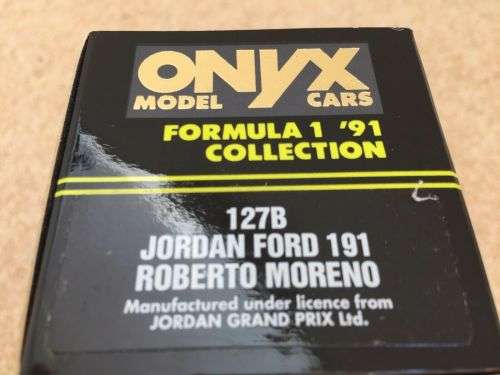 ONYX
MODEL CARS
FORMULA 1 '91
COLLECTION
127B
JORDAN FORD 191
ROBERTO MORENO
Manufactured under licence from
JORDAN GRAND PRIX Ltd.